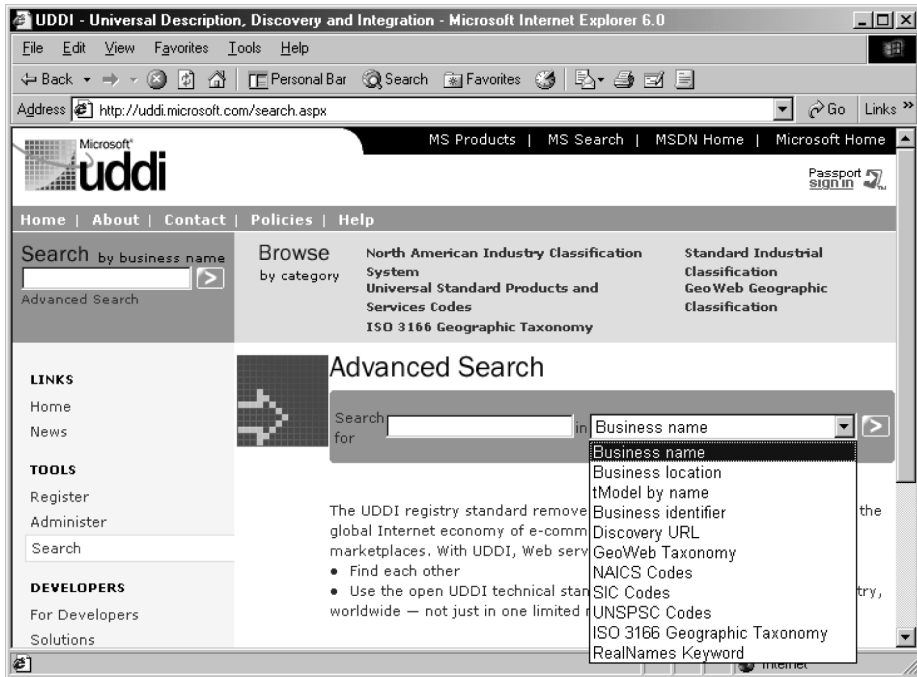 UDDI - Universal Description, Discovery and Integration - Microsoft Internet Explorer 6.0
File Edit View Favorites Tools Help
Back Personal Bar Search Favorites
Address http://uddi.microsoft.com/search.aspx Go Links »
MS Products | MS Search | MSDN Home | Microsoft Home
Microsoft
uddi
Passport
sign in
Home | About | Contact | Policies | Help
Search by business name
Advanced Search
Browse
by category
North American Industry Classification
System
Universal Standard Products and
Services Codes
ISO 3166 Geographic Taxonomy
Standard Industrial
Classification
GeoWeb Geographic
Classification
LINKS
Home
News
TOOLS
Register
Administer
Search
DEVELOPERS
For Developers
Solutions
Advanced Search
Search
for
in Business name
Business name
Business location
tModel by name
Business identifier
Discovery URL
GeoWeb Taxonomy
NAICS Codes
SIC Codes
UNSPSC Codes
ISO 3166 Geographic Taxonomy
RealNames Keyword
The UDDI registry standard remove the
global Internet economy of e-comm
marketplaces. With UDDI, Web serv
• Find each other
• Use the open UDDI technical stan try,
worldwide — not just in one limited